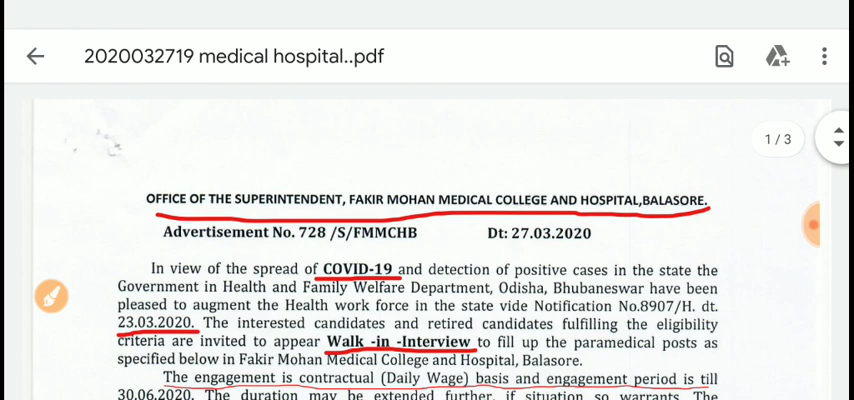 2020032719 medical hospital..pdf
1 / 3
OFFICE OF THE SUPERINTENDENT, FAKIR MOHAN MEDICAL COLLEGE AND HOSPITAL,BALASORE.
Advertisement No. 728 /S/FMMCHB Dt: 27.03.2020
In view of the spread of COVID-19 and detection of positive cases in the state the
Government in Health and Family Welfare Department, Odisha, Bhubaneswar have been
pleased to augment the Health work force in the state vide Notification No.8907/H. dt.
23.03.2020. The interested candidates and retired candidates fulfilling the eligibility
criteria are invited to appear Walk -in -Interview to fill up the paramedical posts as
specified below in Fakir Mohan Medical College and Hospital, Balasore.
The engagement is contractual (Daily Wage) basis and engagement period is till
30.06.2020. The duration may be extended further, if situation so warrants. The